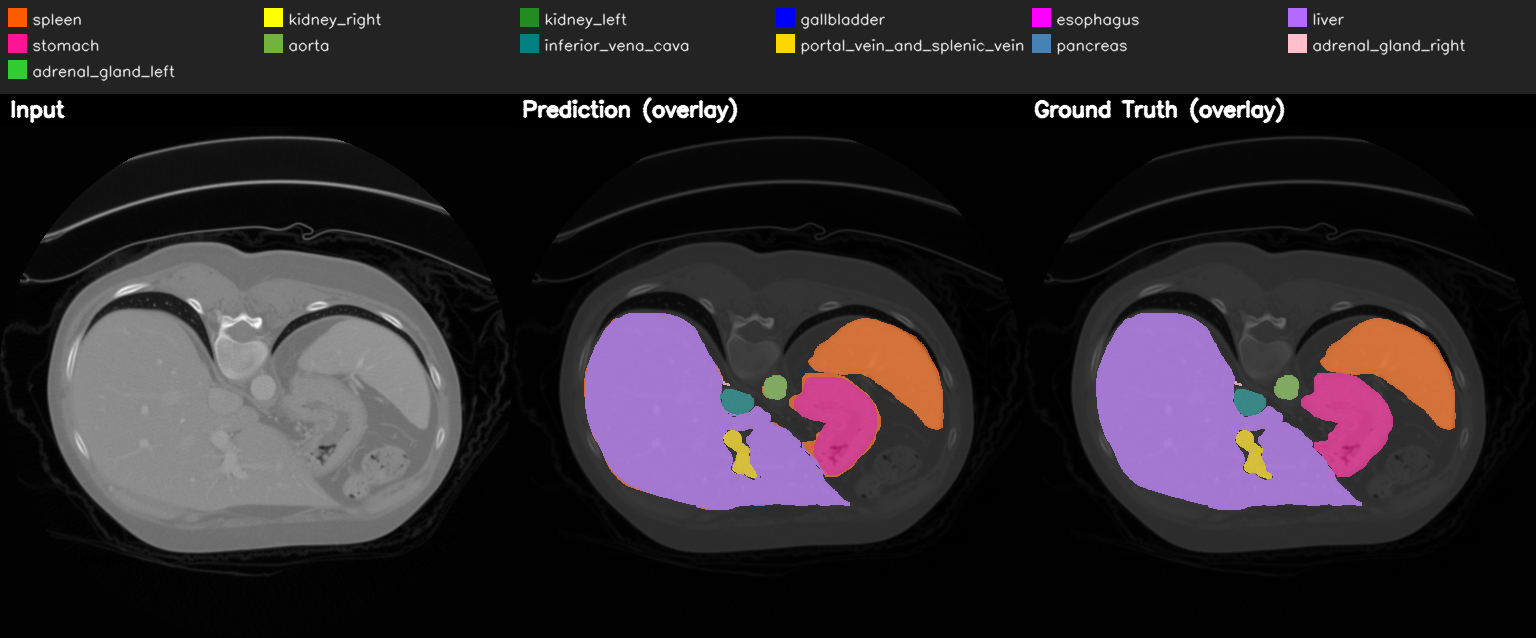 spleen kidney_right kidney_left gallbladder esophagus liver
stomach aorta inferior_vena_cava portal_vein_and_splenic_vein pancreas adrenal_gland_right
adrenal_gland_left
Input Prediction (overlay) Ground Truth (overlay)